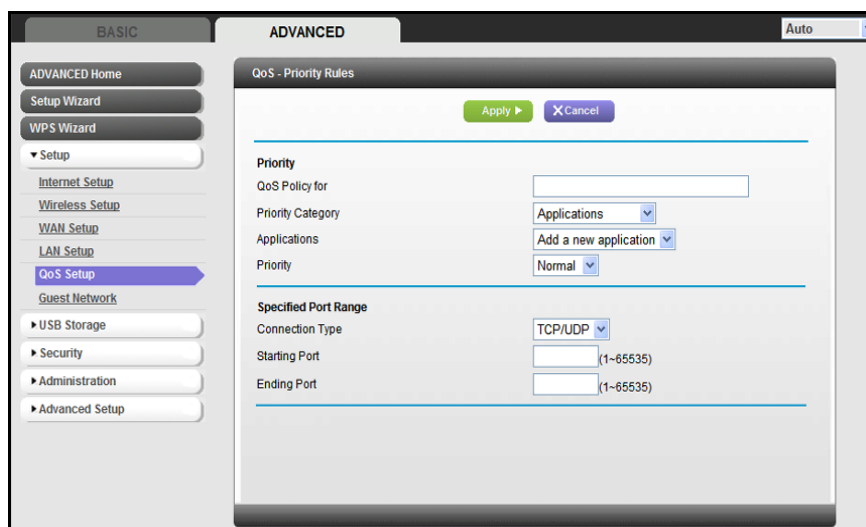 BASIC
ADVANCED
Auto
ADVANCED Home
Setup Wizard
WPS Wizard
Setup
Internet Setup
Wireless Setup
WAN Setup
LAN Setup
QoS Setup
Guest Network
USB Storage
Security
Administration
Advanced Setup
QoS - Priority Rules
Apply
Cancel
Priority
QoS Policy for
Priority Category Applications
Applications Add a new application
Priority Normal
Specified Port Range
Connection Type TCP/UDP
Starting Port (1~65535)
Ending Port (1~65535)